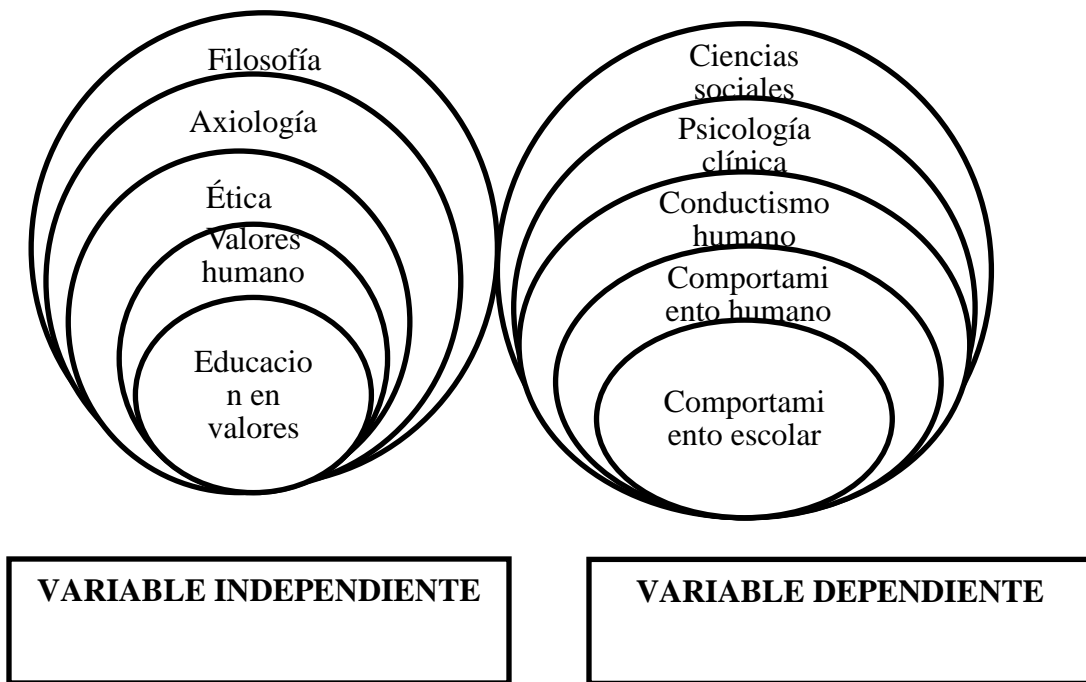 Filosofía
Axiología
Ética
Valores
humano
Educacio
n en
valores
Ciencias
sociales
Psicología
clínica
Conductismo
humano
Comportami
ento humano
Comportami
ento escolar
VARIABLE INDEPENDIENTE
VARIABLE DEPENDIENTE